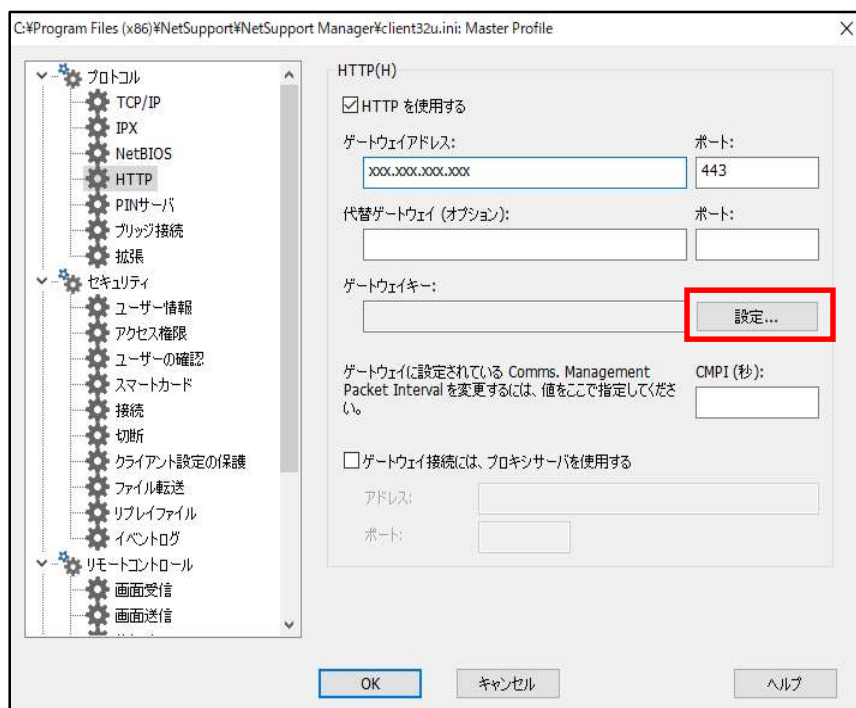 C:¥Program Files (x86)¥NetSupport¥NetSupport Manager¥client32u.ini: Master Profile
プロトコル
TCP/IP
IPX
NetBIOS
HTTP
PINサーバ
ブリッジ接続
拡張
セキュリティ
ユーザー情報
アクセス権限
ユーザーの確認
スマートカード
接続
切断
クライアント設定の保護
ファイル転送
リプレイファイル
イベントログ
リモートコントロール
画面受信
画面送信
HTTP(H)
HTTP を使用する
ゲートウェイアドレス:
ポート:
xxx.xxx.xxx.xxx
443
代替ゲートウェイ (オプション):
ポート:
ゲートウェイキー:
設定...
ゲートウェイに設定されている Comms. Management
Packet Interval を変更するには、値をここで指定してくださ
い。
CMPI (秒):
ゲートウェイ接続には、プロキシサーバを使用する
アドレス:
ポート:
OK
キャンセル
ヘルプ